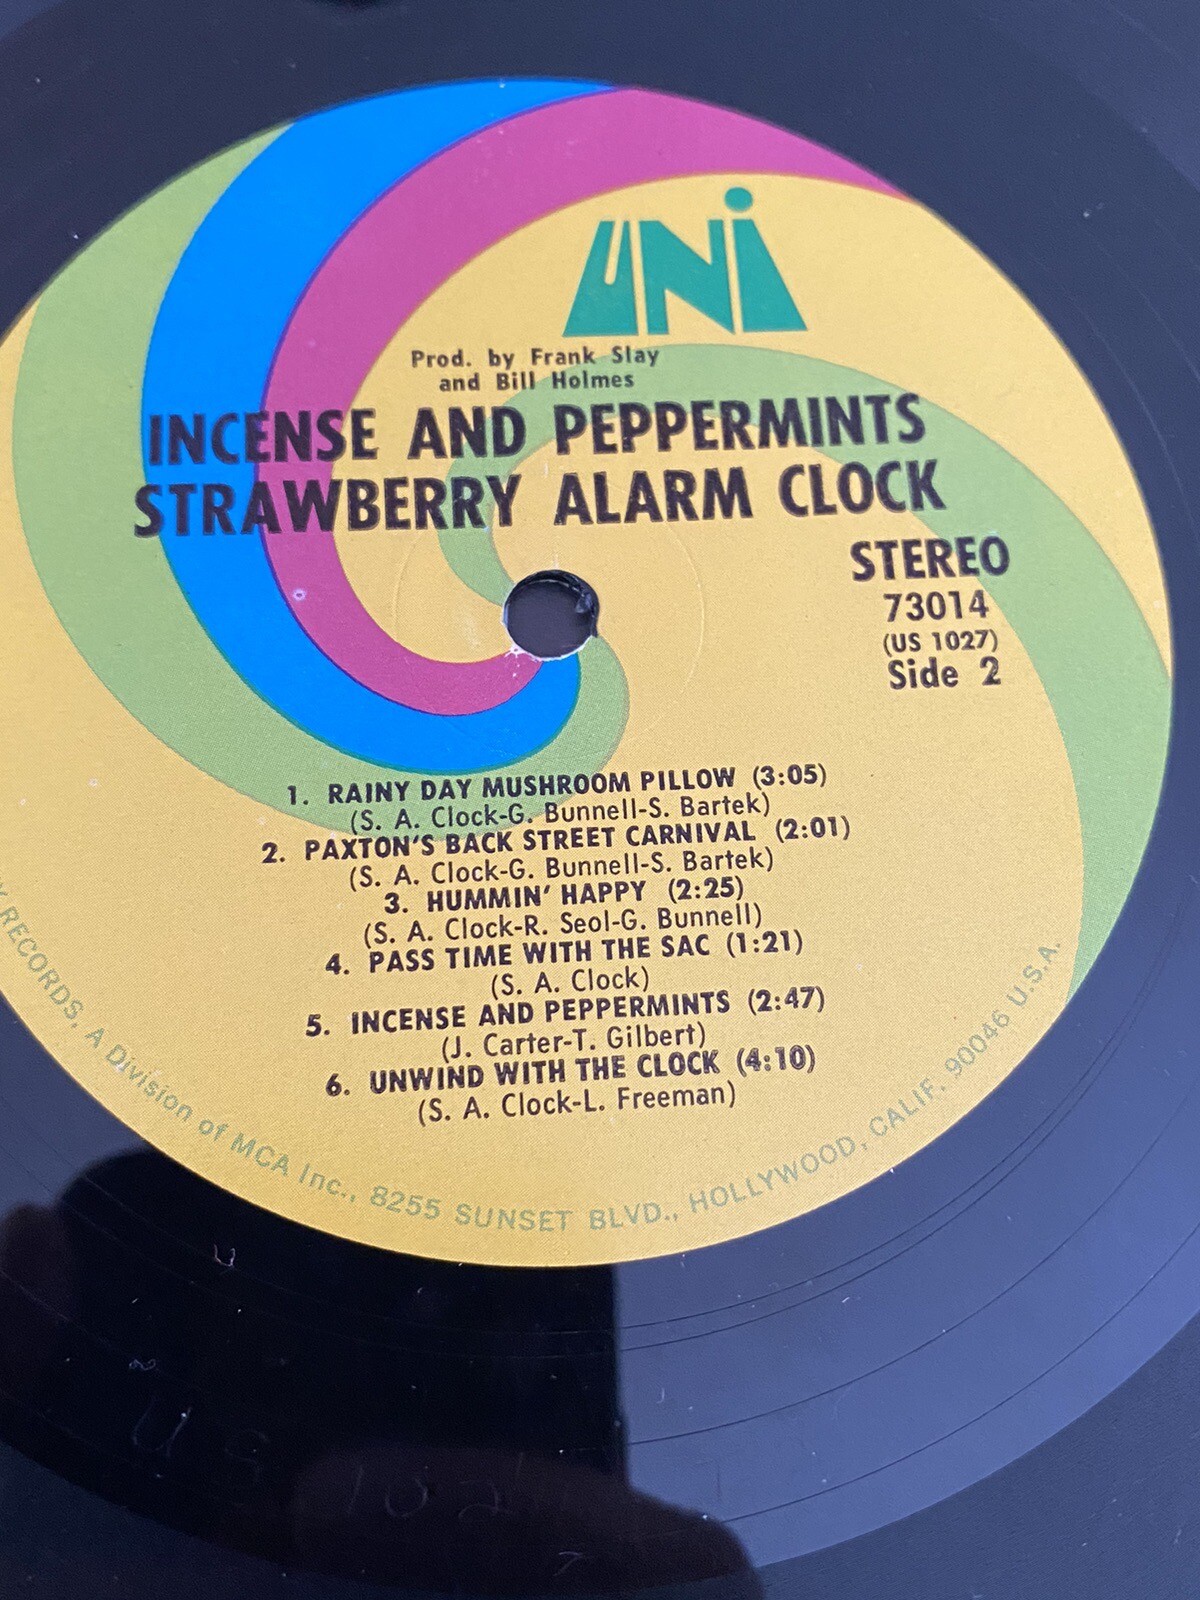 UNi
Prod. by Frank Slay
and Bill Holmes
INCENSE AND PEPPERMINTS
STRAWBERRY ALARM CLOCK
STEREO
73014
(US 1027)
Side 2
1. RAINY DAY MUSHROOM PILLOW (3:05)
(S. A. Clock-G. Bunnell-S. Bartek)
2. PAXTON'S BACK STREET CARNIVAL (2:01)
(S. A. Clock-G. Bunnell-S. Bartek)
3. HUMMIN' HAPPY (2:25)
(S. A. Clock-R. Seol-G. Bunnell)
4. PASS TIME WITH THE SAC (1:21)
(S. A. Clock)
5. INCENSE AND PEPPERMINTS (2:47)
(J. Carter-T. Gilbert)
6. UNWIND WITH THE CLOCK (4:10)
(S. A. Clock-L. Freeman)
RECORDS, A Division of MCA Inc., 8255 SUNSET BLVD., HOLLYWOOD, CALIF. 90046 U.S.A.